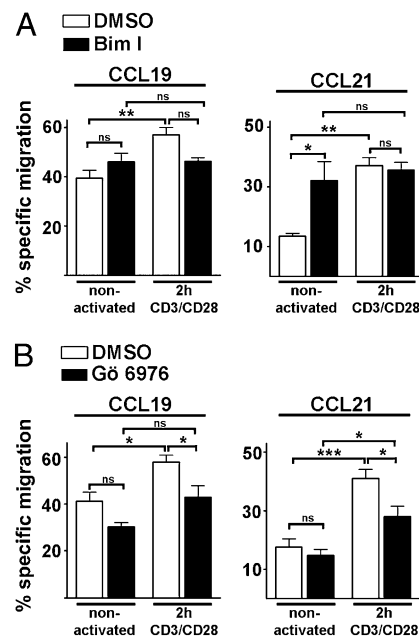 A
DMSO
Bim I
CCL19
CCL21
% specific migration
60
40
20
ns
**
ns
ns
50
30
10
*
**
ns
ns
non-
activated
2h
CD3/CD28
non-
activated
2h
CD3/CD28
B
DMSO
Gö 6976
CCL19
CCL21
% specific migration
60
40
20
ns
*
ns
*
50
30
10
ns
***
*
*
non-
activated
2h
CD3/CD28
non-
activated
2h
CD3/CD28